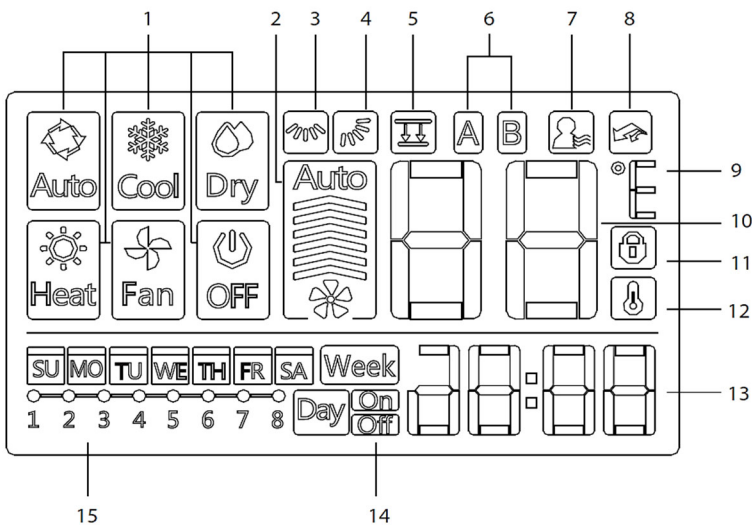 1 2 3 4 5 6 7 8
A B
Auto Cool Dry Auto
9
10
Heat Fan OFF
11
12
SU MO TU WE TH FR SA Week
Day On
Off
13
1 2 3 4 5 6 7 8
15 14